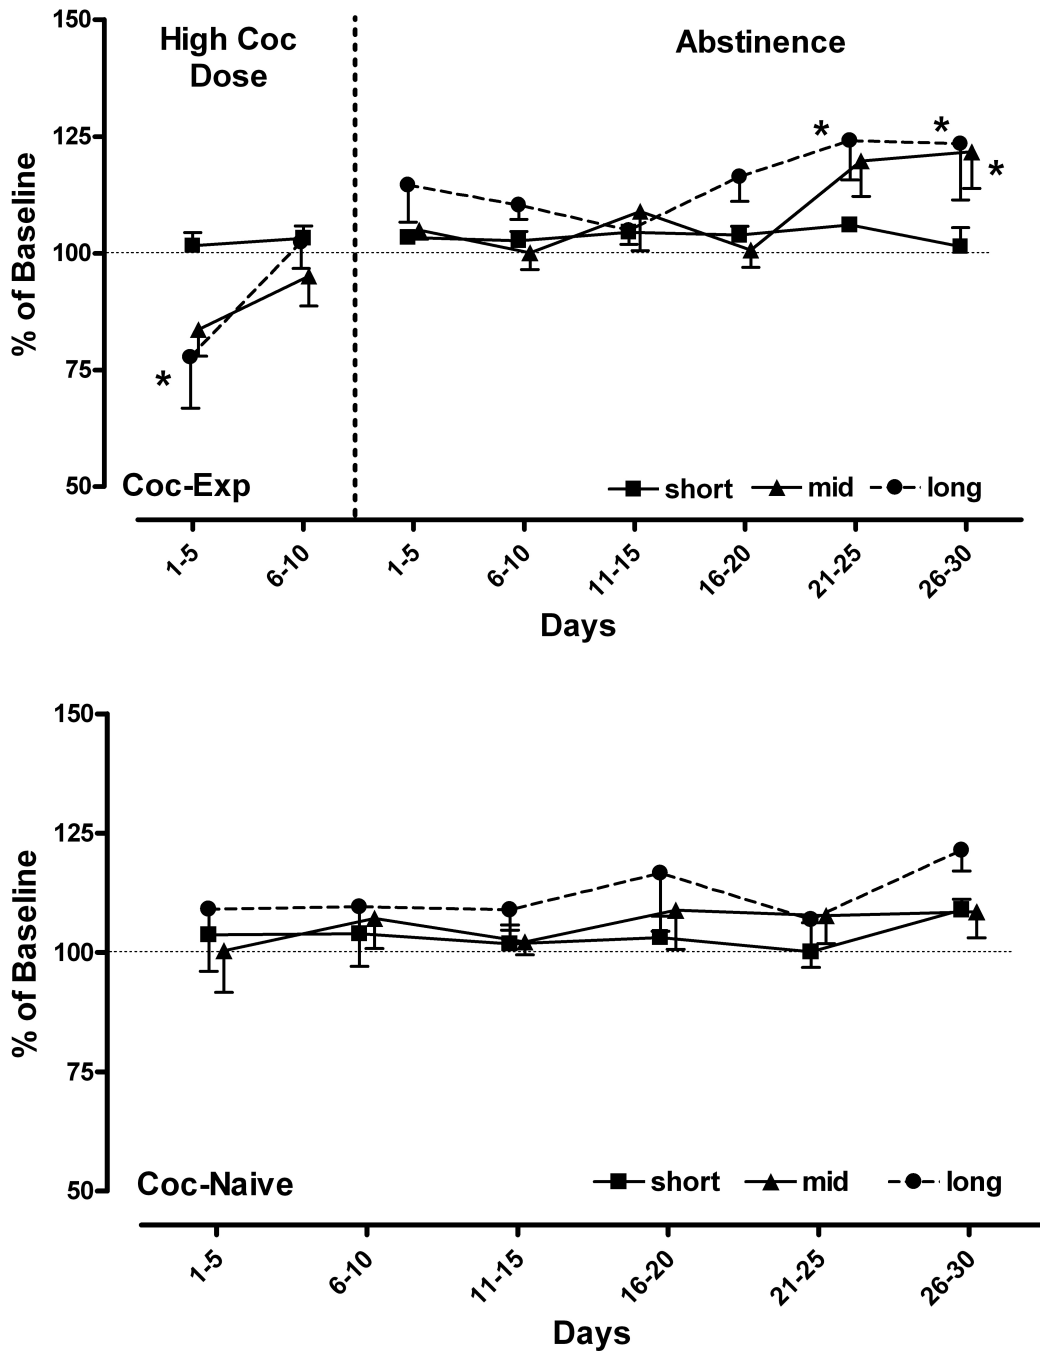 150
High Coc
Dose
Abstinence
125
*
*
*
100
% of Baseline
75
*
50
Coc-Exp
short
mid
long
1-5
6-10
1-5
6-10
11-15
16-20
21-25
26-30
Days
150
125
100
% of Baseline
75
50
Coc-Naive
short
mid
long
1-5
6-10
11-15
16-20
21-25
26-30
Days